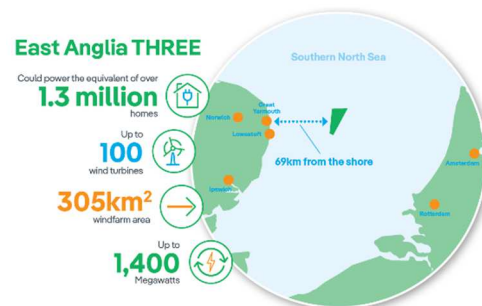 East Anglia THREE
Could power the equivalent of over
1.3 million
homes
Up to
100
wind turbines
305km²
windfarm area
Up to
1,400
Megawatts
Southern North Sea
Norwich
Great
Yarmouth
Lowestoft
Ipswich
69km from the shore
Amsterdam
Rotterdam